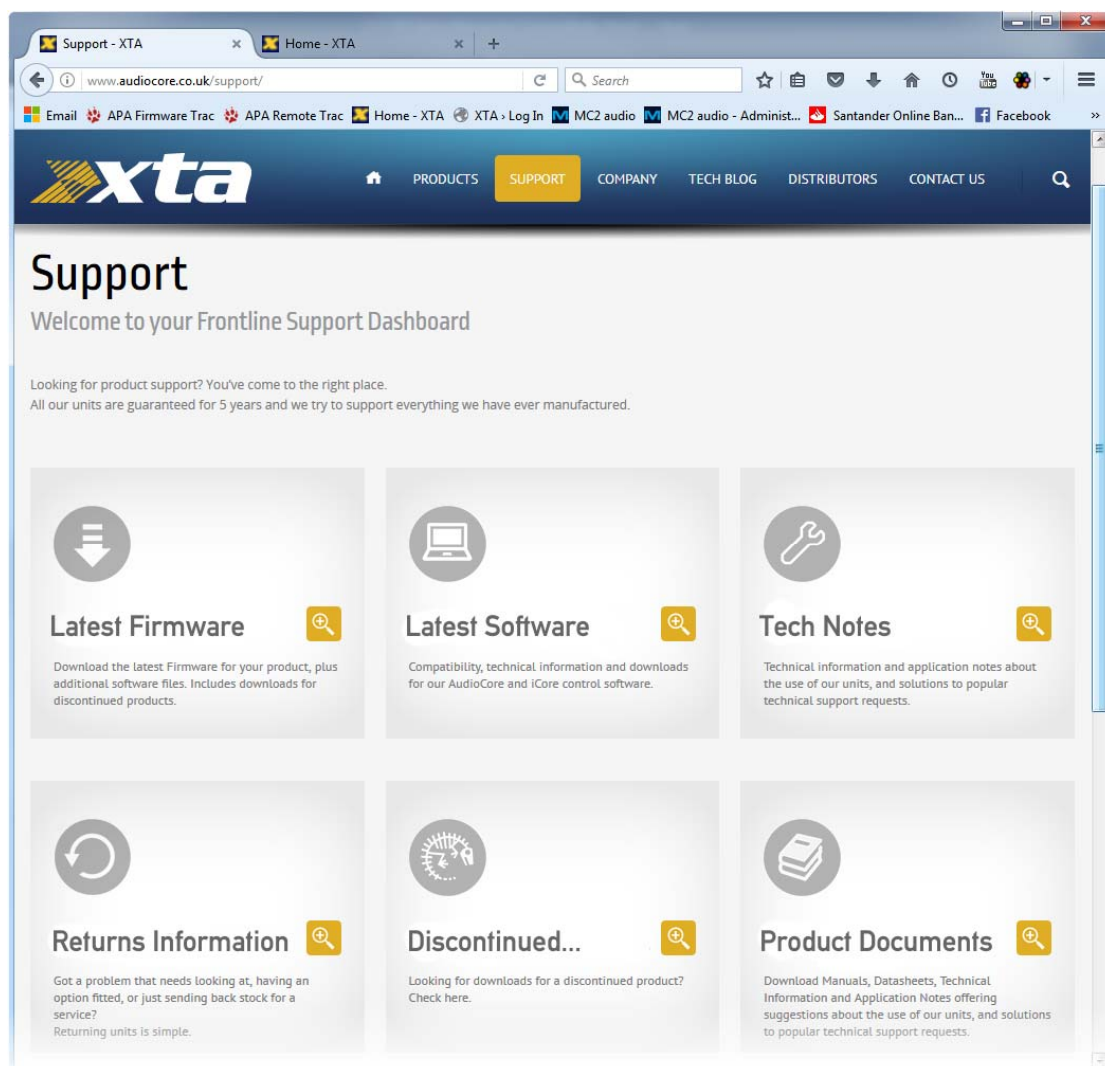 Support - XTA
Home - XTA
www.audiocore.co.uk/support/
Search
You
Tube
Email APA Firmware Trac APA Remote Trac Home - XTA XTA › Log In MC2 audio MC2 audio - Administ... Santander Online Ban... Facebook »
xta
PRODUCTS SUPPORT COMPANY TECH BLOG DISTRIBUTORS CONTACT US
Support
Welcome to your Frontline Support Dashboard
Looking for product support? You've come to the right place.
All our units are guaranteed for 5 years and we try to support everything we have ever manufactured.
Latest Firmware
Download the latest Firmware for your product, plus
additional software files. Includes downloads for
discontinued products.
Latest Software
Compatibility, technical information and downloads
for our AudioCore and iCore control software.
Tech Notes
Technical information and application notes about
the use of our units, and solutions to popular
technical support requests.
Returns Information
Got a problem that needs looking at, having an
option fitted, or just sending back stock for a
service?
Returning units is simple.
Discontinued...
Looking for downloads for a discontinued product?
Check here.
Product Documents
Download Manuals, Datasheets, Technical
Information and Application Notes offering
suggestions about the use of our units, and solutions
to popular technical support requests.